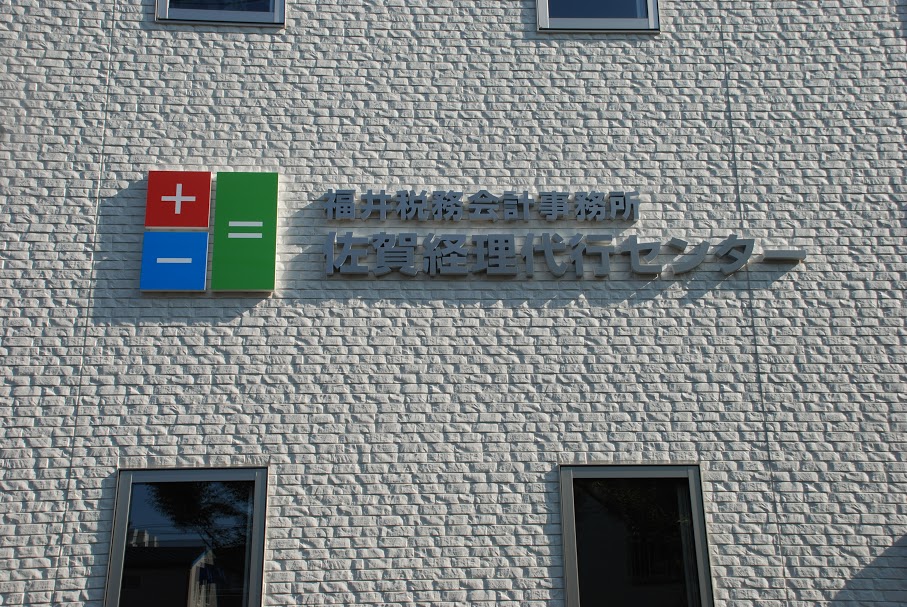 +
−
=
福井税務会計事務所
佐賀経理代行センター